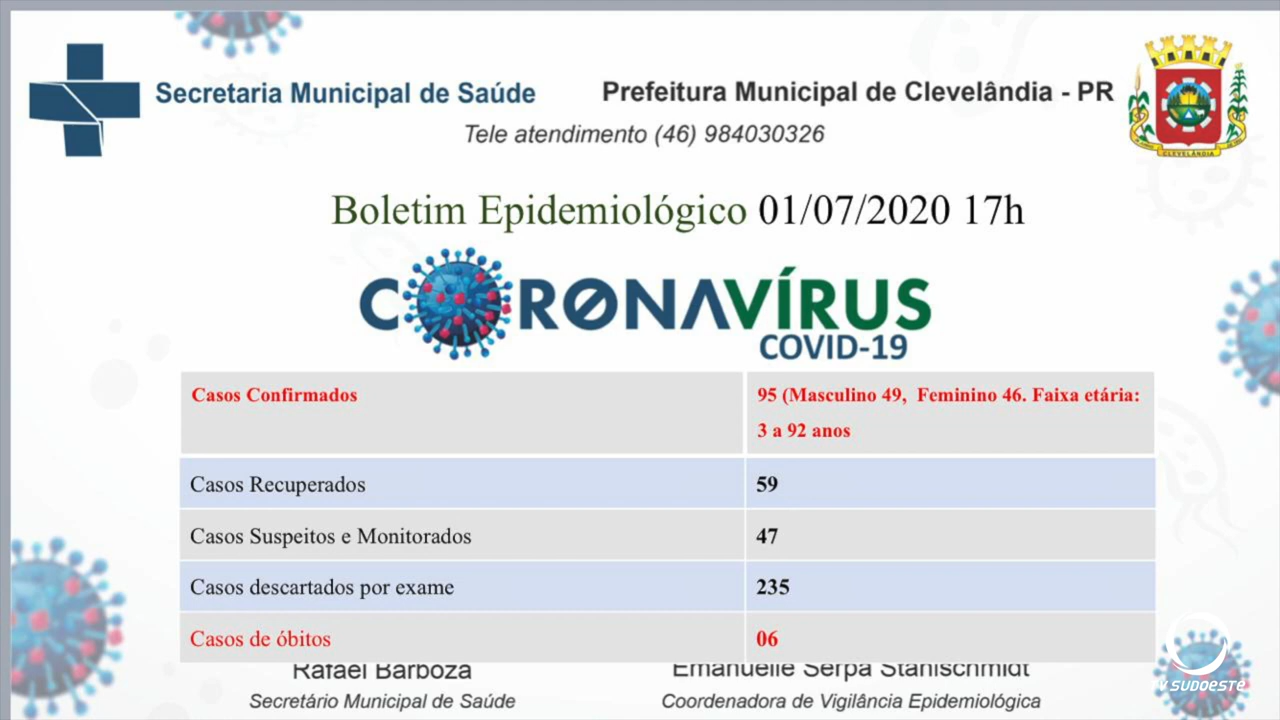 Secretaria Municipal de Saúde
Prefeitura Municipal de Clevelândia - PR
Tele atendimento (46) 984030326
CLEVELÂNDIA
Boletim Epidemiológico 01/07/2020 17h
CORONAVÍRUS
COVID-19
Casos Confirmados
95 (Masculino 49, Feminino 46. Faixa etária:
3 a 92 anos
Casos Recuperados
59
Casos Suspeitos e Monitorados
47
Casos descartados por exame
235
Casos de óbitos
06
Rafael Barboza
Emanuelle Serpa Stanischmidt
Secretário Municipal de Saúde
Coordenadora de Vigilância Epidemiológica
TV SUDOESTE